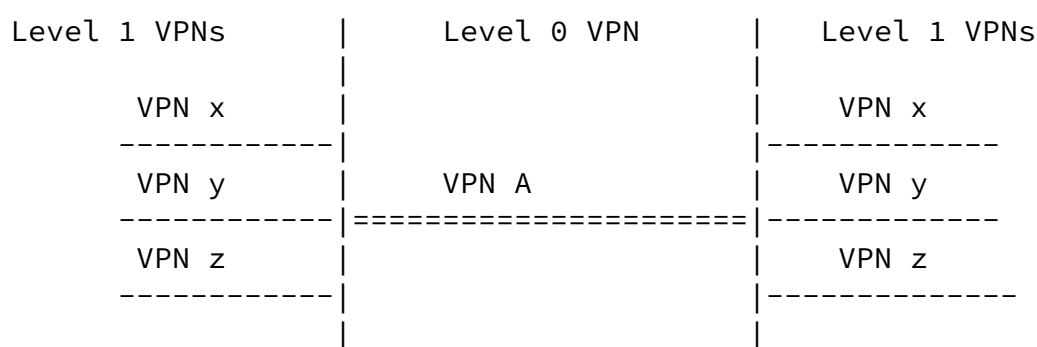 Level 1 VPNs | Level 0 VPN | Level 1 VPNs
| |
VPN x | | VPN x
------------| |-------------
VPN y | VPN A | VPN y
------------|======================|-------------
VPN z | | VPN z
------------| |--------------
| |